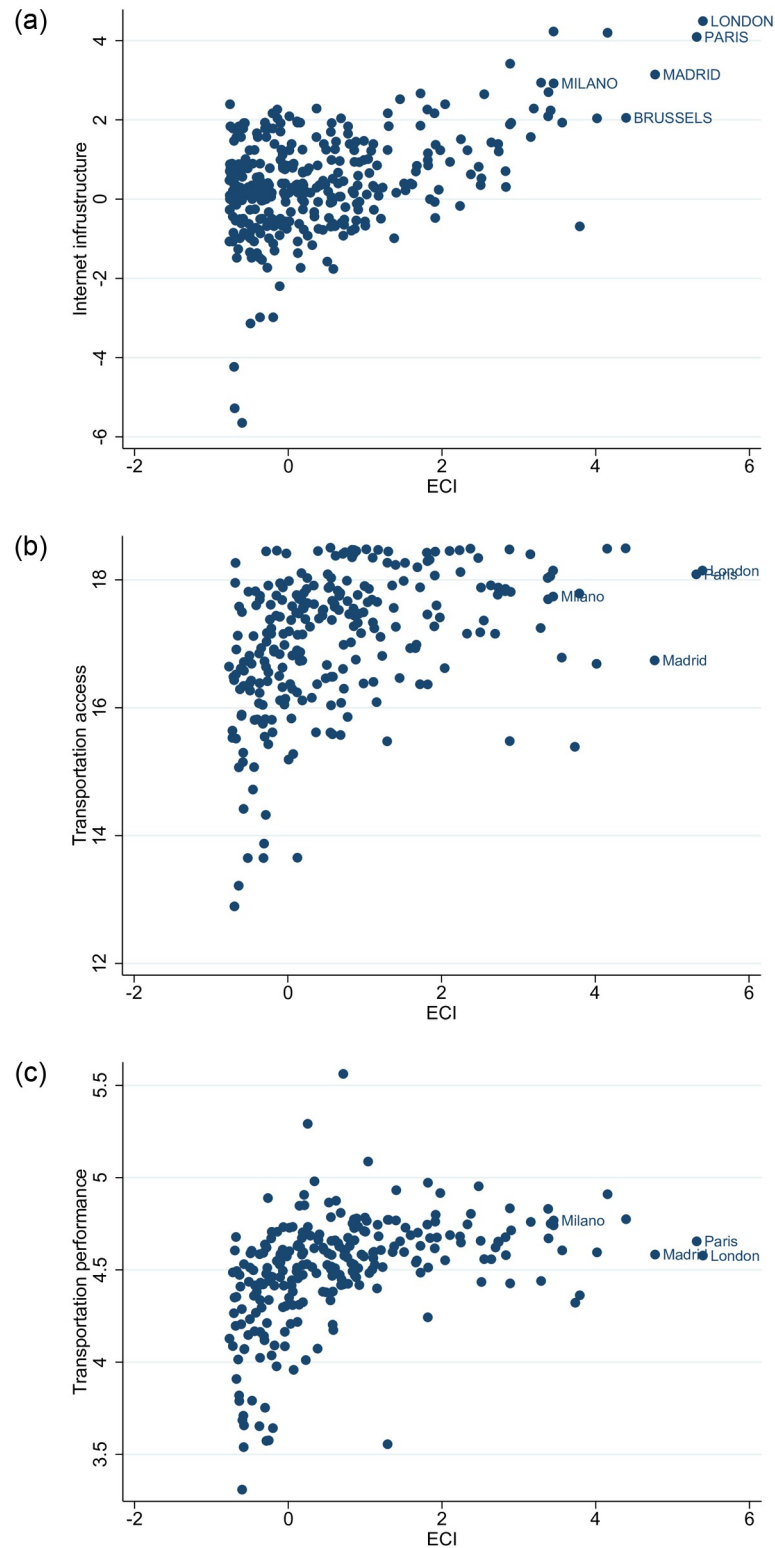 (a)
Internet infrustructure
4
2
0
-2
-4
-6
LONDON
PARIS
MADRID
MILANO
BRUSSELS
-2 0 2 4 6
ECI
(b)
Transportation access
18
16
14
12
London
Paris
Milano
Madrid
-2 0 2 4 6
ECI
(c)
Transportation performance
5.5
5
4.5
4
3.5
Milano
Paris
Madrid
London
-2 0 2 4 6
ECI